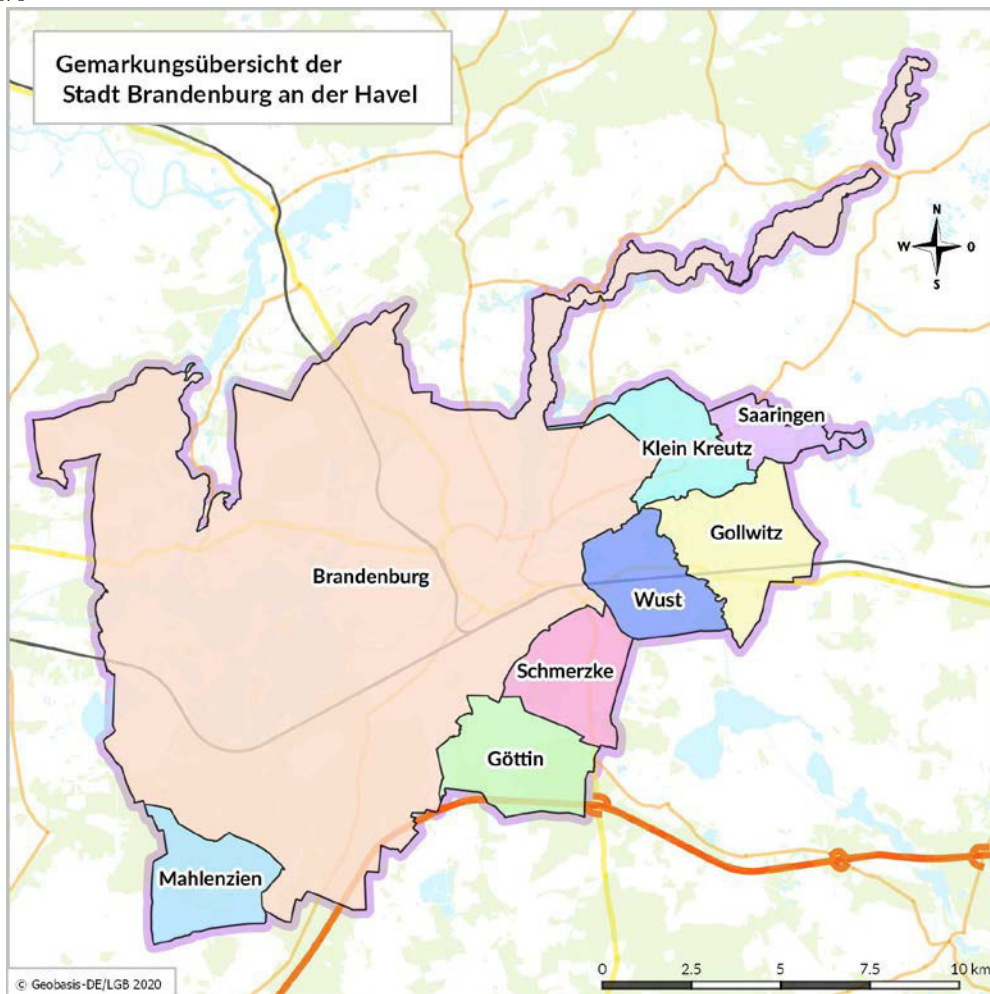 Gemarkungsübersicht der
Stadt Brandenburg an der Havel
N
W O
S
Saaringen
Klein Kreutz
Gollwitz
Brandenburg
Wust
Schmerzke
Göttin
Mahlenzien
0 2.5 5 7.5 10 km
© Geobasis-DE/LGB 2020